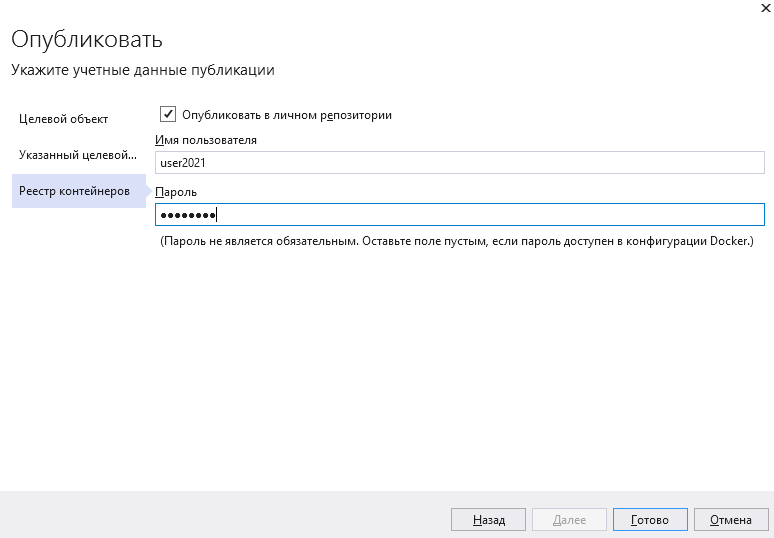 Опубликовать
Укажите учетные данные публикации
Целевой объект
Указанный целевой...
Реестр контейнеров
Опубликовать в личном репозитории
Имя пользователя
user2021
Пароль
●●●●●●●●
(Пароль не является обязательным. Оставьте поле пустым, если пароль доступен в конфигурации Docker.)
Назад
Далее
Готово
Отмена